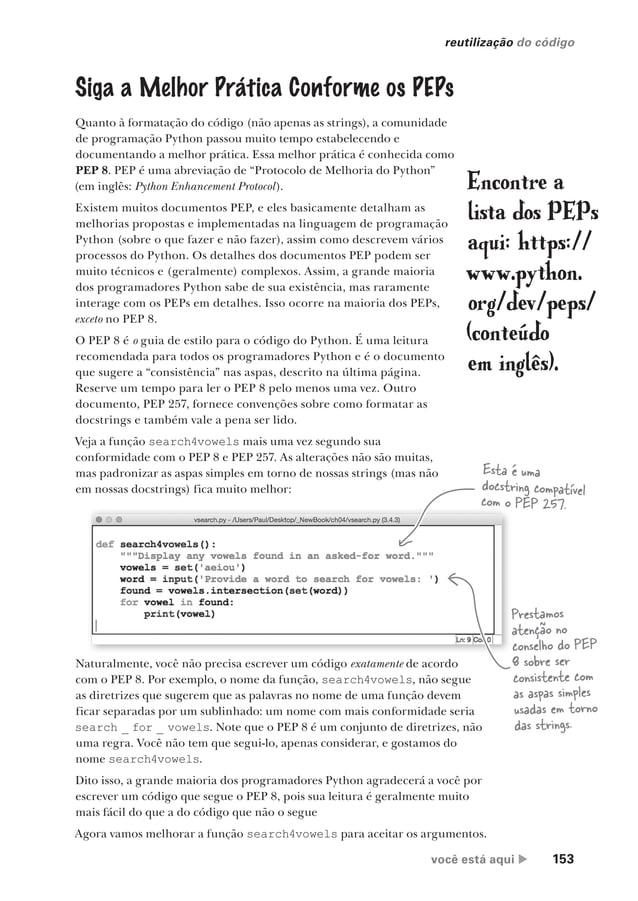 reutilização do código
Siga a Melhor Prática Conforme os PEPs
Quanto à formatação do código (não apenas as strings), a comunidade
de programação Python passou muito tempo estabelecendo e
documentando a melhor prática. Essa melhor prática é conhecida como
PEP 8. PEP é uma abreviação de “Protocolo de Melhoria do Python”
(em inglês: Python Enhancement Protocol).
Existem muitos documentos PEP, e eles basicamente detalham as
melhorias propostas e implementadas na linguagem de programação
Python (sobre o que fazer e não fazer), assim como descrevem vários
processos do Python. Os detalhes dos documentos PEP podem ser
muito técnicos e (geralmente) complexos. Assim, a grande maioria
dos programadores Python sabe de sua existência, mas raramente
interage com os PEPs em detalhes. Isso ocorre na maioria dos PEPs,
exceto no PEP 8.
O PEP 8 é o guia de estilo para o código do Python. É uma leitura
recomendada para todos os programadores Python e é o documento
que sugere a “consistência” nas aspas, descrito na última página.
Reserve um tempo para ler o PEP 8 pelo menos uma vez. Outro
documento, PEP 257, fornece convenções sobre como formatar as
docstrings e também vale a pena ser lido.
Encontre a
lista dos PEPs
aqui: https://
www.python.
org/dev/peps/
(conteúdo
em inglês).
Veja a função search4vowels mais uma vez segundo sua
conformidade com o PEP 8 e PEP 257. As alterações não são muitas,
mas padronizar as aspas simples em torno de nossas strings (mas não
em nossas docstrings) fica muito melhor:
Esta é uma
docstring compatível
com o PEP 257.
vsearch.py - /Users/Paul/Desktop/_NewBook/ch04/vsearch.py (3.4.3)
def search4vowels():
"""Display any vowels found in an asked-for word."""
vowels = set('aeiou')
word = input('Provide a word to search for vowels: ')
found = vowels.intersection(set(word))
for vowel in found:
print(vowel)
Ln: 9 Col: 0
Prestamos
atenção no
conselho do PEP
8 sobre ser
consistente com
as aspas simples
usadas em torno
das strings.
Naturalmente, você não precisa escrever um código exatamente de acordo
com o PEP 8. Por exemplo, o nome da função, search4vowels, não segue
as diretrizes que sugerem que as palavras no nome de uma função devem
ficar separadas por um sublinhado: um nome com mais conformidade seria
search _ for _ vowels. Note que o PEP 8 é um conjunto de diretrizes, não
uma regra. Você não tem que segui-lo, apenas considerar, e gostamos do
nome search4vowels.
Dito isso, a grande maioria dos programadores Python agradecerá a você por
escrever um código que segue o PEP 8, pois sua leitura é geralmente muito
mais fácil do que a do código que não o segue
Agora vamos melhorar a função search4vowels para aceitar os argumentos.
você está aqui ▶ 153